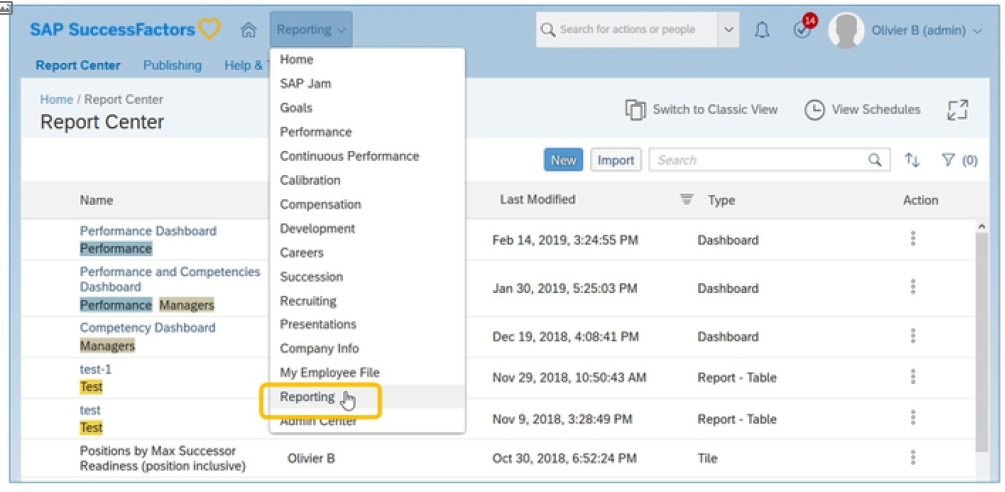 SAP SuccessFactors
Reporting
Search for actions or people
14
Olivier B (admin)
Report Center Publishing Help &
Home / Report Center
Report Center
Switch to Classic View
View Schedules
New
Import
Search
(0)
Home
SAP Jam
Goals
Performance
Continuous Performance
Calibration
Compensation
Development
Careers
Succession
Recruiting
Presentations
Company Info
My Employee File
Reporting
Admin Center
Name Last Modified Type Action
Performance Dashboard
Performance
Feb 14, 2019, 3:24:55 PM Dashboard
Performance and Competencies
Dashboard
Performance Managers
Jan 30, 2019, 5:25:03 PM Dashboard
Competency Dashboard
Managers
Dec 19, 2018, 4:08:41 PM Dashboard
test-1
Test
Nov 29, 2018, 10:50:43 AM Report - Table
test
Test
Nov 9, 2018, 3:28:49 PM Report - Table
Positions by Max Successor
Readiness (position inclusive)
Olivier B Oct 30, 2018, 6:52:24 PM Tile